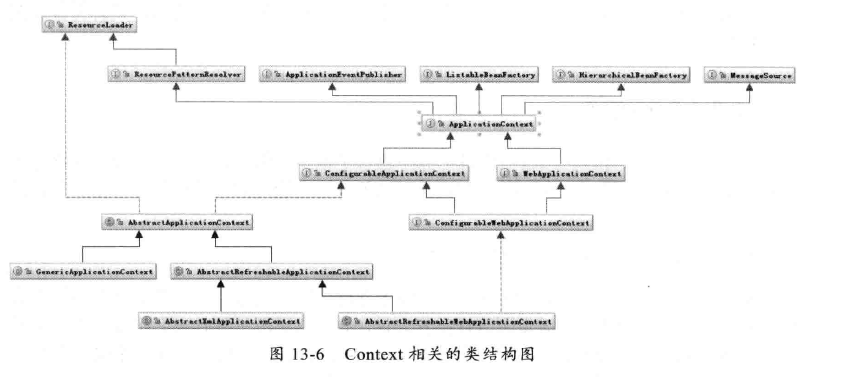 ResourceLoader
ResourcePatternResolver
ApplicationEventPublisher
ListableBeanFactory
HierarchicalBeanFactory
MessageSource
ApplicationContext
ConfigurableApplicationContext
WebApplicationContext
AbstractApplicationContext
ConfigurableWebApplicationContext
GenericApplicationContext
AbstractRefreshableApplicationContext
AbstractXmlApplicationContext
AbstractRefreshableWebApplicationContext
图 13-6 Context 相关的类结构图